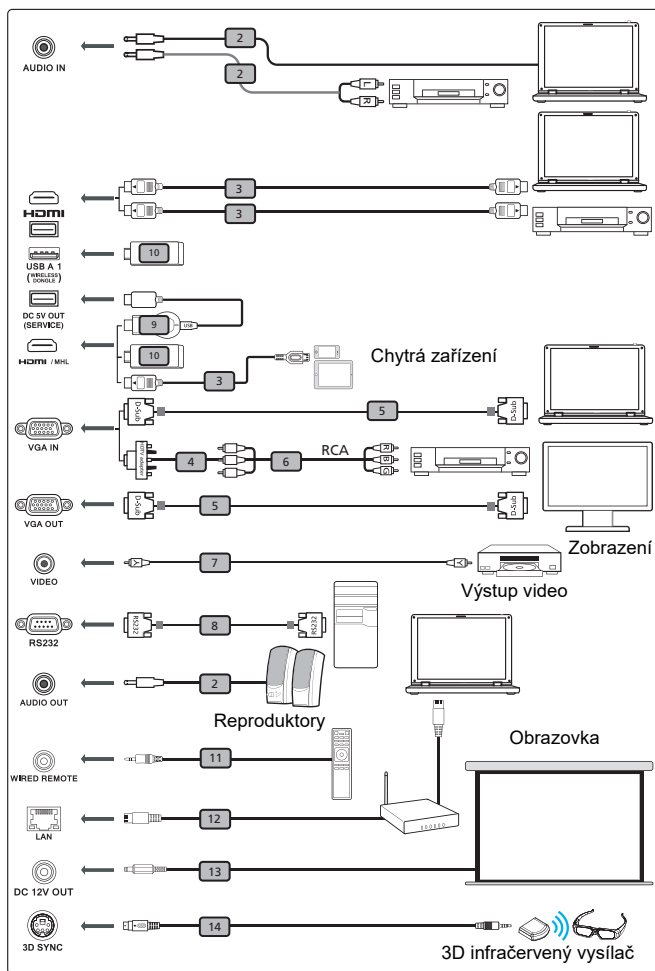 AUDIO IN
2
2
L
R
HDMI
3
3
USB A 1
(WIRELESS DONGLE)
10
DC 5V OUT
(SERVICE)
9
USB
HDMI / MHL
10
3
Chytrá zařízení
VGA IN
D-Sub
5
D-Sub
HDTV adapter
4
6
RCA
R
B
G
VGA OUT
D-Sub
5
D-Sub
Zobrazení
VIDEO
Y
7
Y
Výstup video
RS232
RS232
8
RS232
AUDIO OUT
2
Reproduktory
WIRED REMOTE
11
Obrazovka
LAN
12
DC 12V OUT
13
3D SYNC
14
3D infračervený vysílač